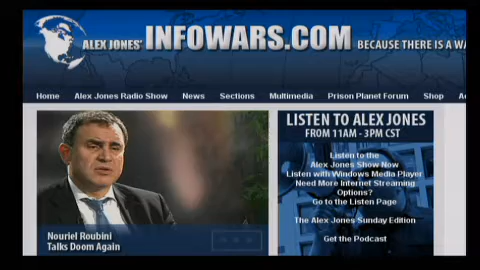 ALEX JONES' INFOWARS.COM BECAUSE THERE IS A WA
Home Alex Jones Radio Show News Sections Multimedia Prison Planet Forum Shop
LISTEN TO ALEX JONES
FROM 11AM - 3PM CST
Listen to the
Alex Jones Show Now
Listen with Windows Media Player
Need More Internet Streaming
Options?
Go to the Listen Page
The Alex Jones Sunday Edition
Get the Podcast
Nouriel Roubini
Talks Doom Again